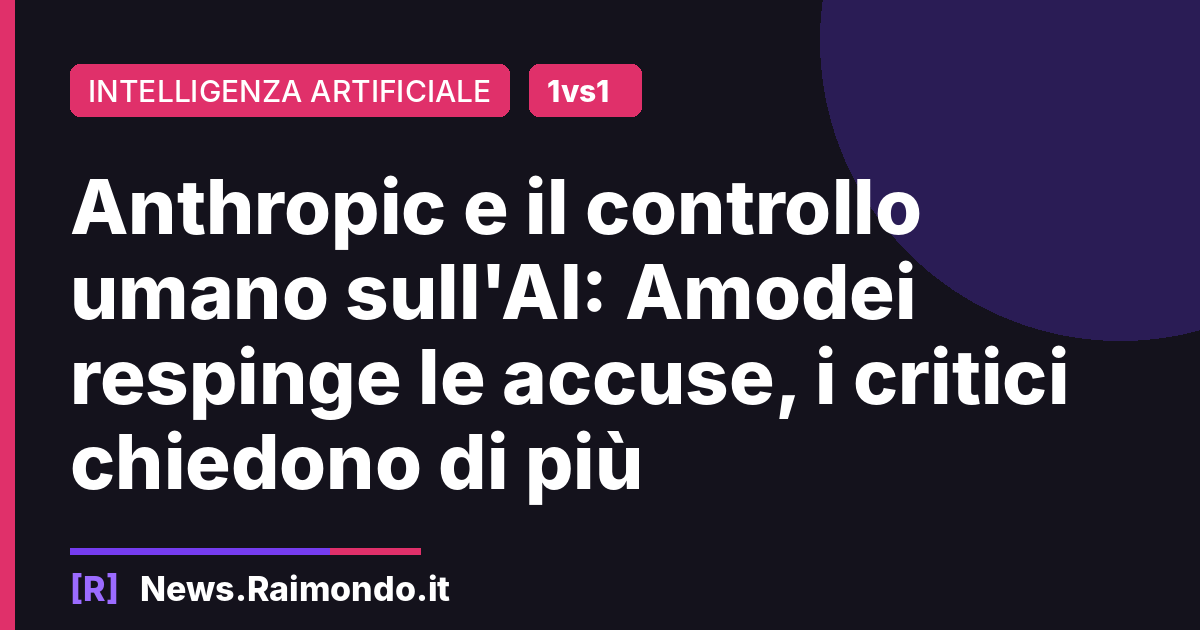 INTELLIGENZA ARTIFICIALE 1vs1
Anthropic e il controllo
umano sull'AI: Amodei
respinge le accuse, i critici
chiedono di più
[R] News.Raimondo.it